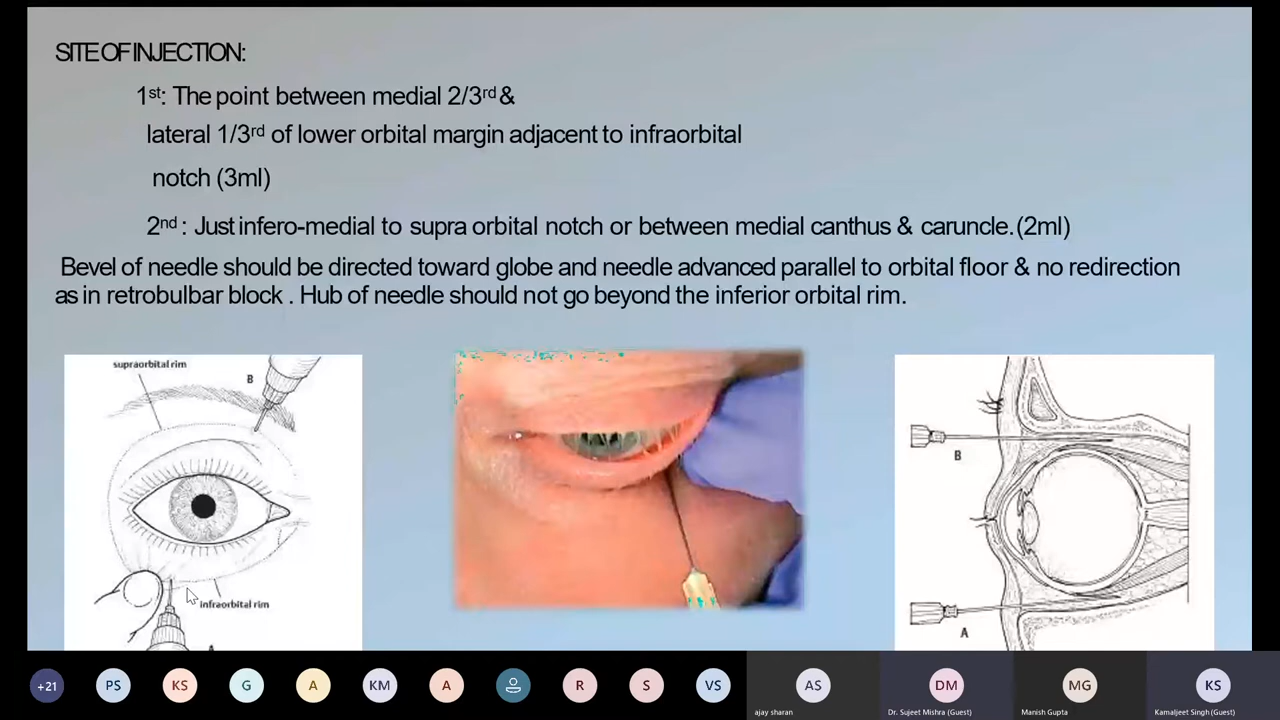 SITE OF INJECTION:
1st: The point between medial 2/3rd &
lateral 1/3rd of lower orbital margin adjacent to infraorbital
notch (3ml)
2nd : Just infero-medial to supra orbital notch or between medial canthus & caruncle.(2ml)
Bevel of needle should be directed toward globe and needle advanced parallel to orbital floor & no redirection
as in retrobulbar block . Hub of needle should not go beyond the inferior orbital rim.
supraorbital rim
B
infraorbital rim
B
A
+21
PS
KS
G
A
KM
A
R
S
VS
AS
DM
MG
KS
ajay sharan
Dr. Sujeet Mishra (Guest)
Manish Gupta
Kamaljeet Singh (Guest)